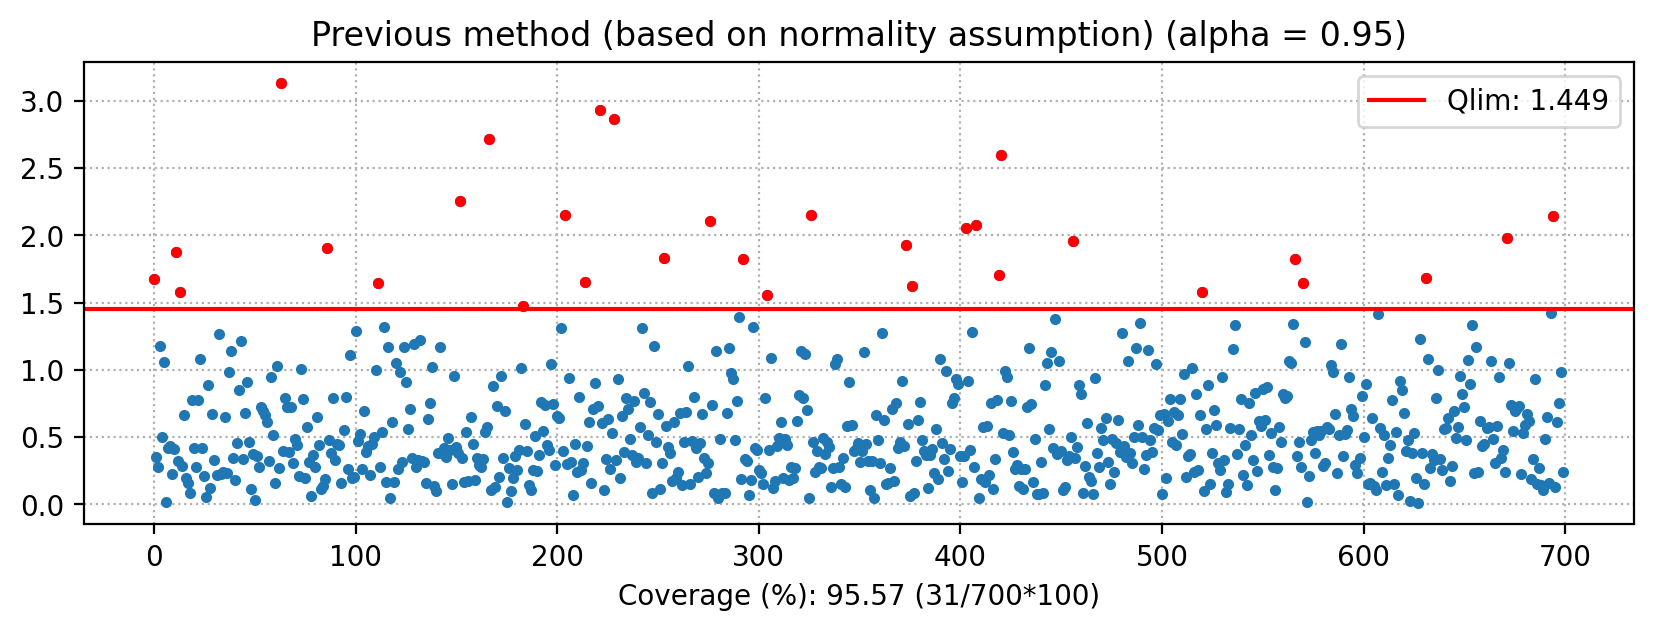 Previous method (based on normality assumption) (alpha = 0.95)
Qlim: 1.449
3.0
2.5
2.0
1.5
1.0
0.5
0.0
0 100 200 300 400 500 600 700
Coverage (%): 95.57 (31/700*100)